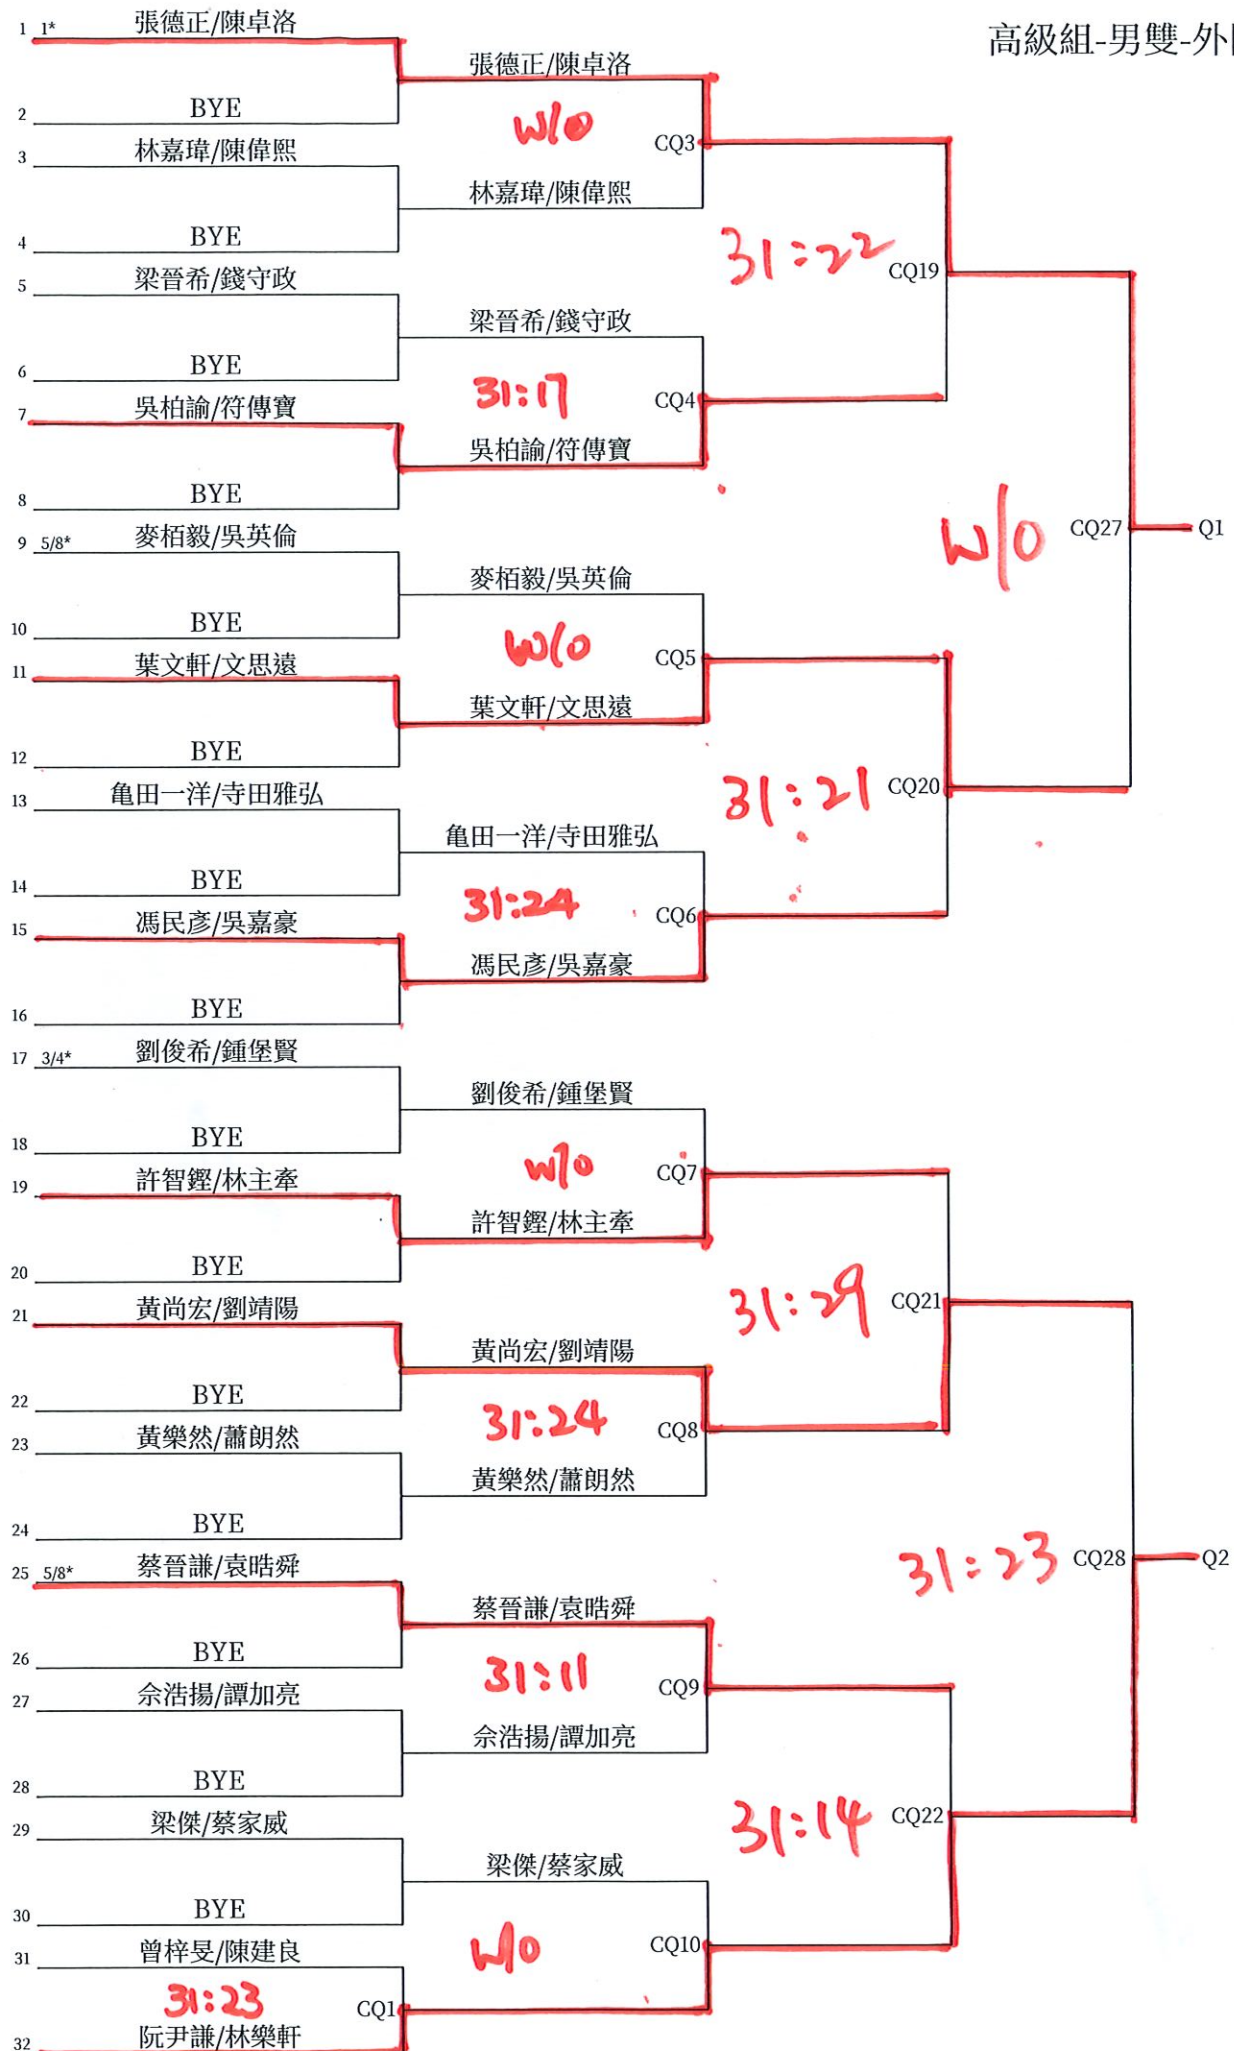 高級組-男雙-外
1 1* 張德正/陳卓洛
張德正/陳卓洛
2 BYE
W/O
CQ3
3 林嘉瑋/陳偉熙
林嘉瑋/陳偉熙
4 BYE
31:22
CQ19
5 梁晉希/錢守政
梁晉希/錢守政
6 BYE
31:17
CQ4
7 吳柏諭/符傳寶
吳柏諭/符傳寶
8 BYE
W/O
CQ27
Q1
9 5/8* 麥栢毅/吳英倫
麥栢毅/吳英倫
10 BYE
W/O
CQ5
11 葉文軒/文思遠
葉文軒/文思遠
12 BYE
31:21
CQ20
13 亀田一洋/寺田雅弘
亀田一洋/寺田雅弘
14 BYE
31:24
CQ6
15 馮民彥/吳嘉豪
馮民彥/吳嘉豪
16 BYE
17 3/4* 劉俊希/鍾堡賢
劉俊希/鍾堡賢
18 BYE
W/O
CQ7
19 許智鏗/林主牽
許智鏗/林主牽
20 BYE
31:29
CQ21
21 黃尚宏/劉靖陽
黃尚宏/劉靖陽
22 BYE
31:24
CQ8
23 黃樂然/蕭朗然
黃樂然/蕭朗然
24 BYE
31:23
CQ28
Q2
25 5/8* 蔡晉謙/袁晧舜
蔡晉謙/袁晧舜
26 BYE
31:11
CQ9
27 佘浩揚/譚加亮
佘浩揚/譚加亮
28 BYE
31:14
CQ22
29 梁傑/蔡家威
梁傑/蔡家威
30 BYE
W/O
CQ10
31 曾梓旻/陳建良
31:23
CQ1
32 阮尹謙/林樂軒